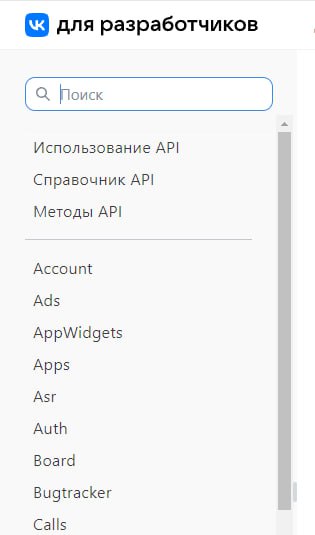 для разработчиков
Поиск
Использование API
Справочник API
Методы API
Account
Ads
AppWidgets
Apps
Asr
Auth
Board
Bugtracker
Calls